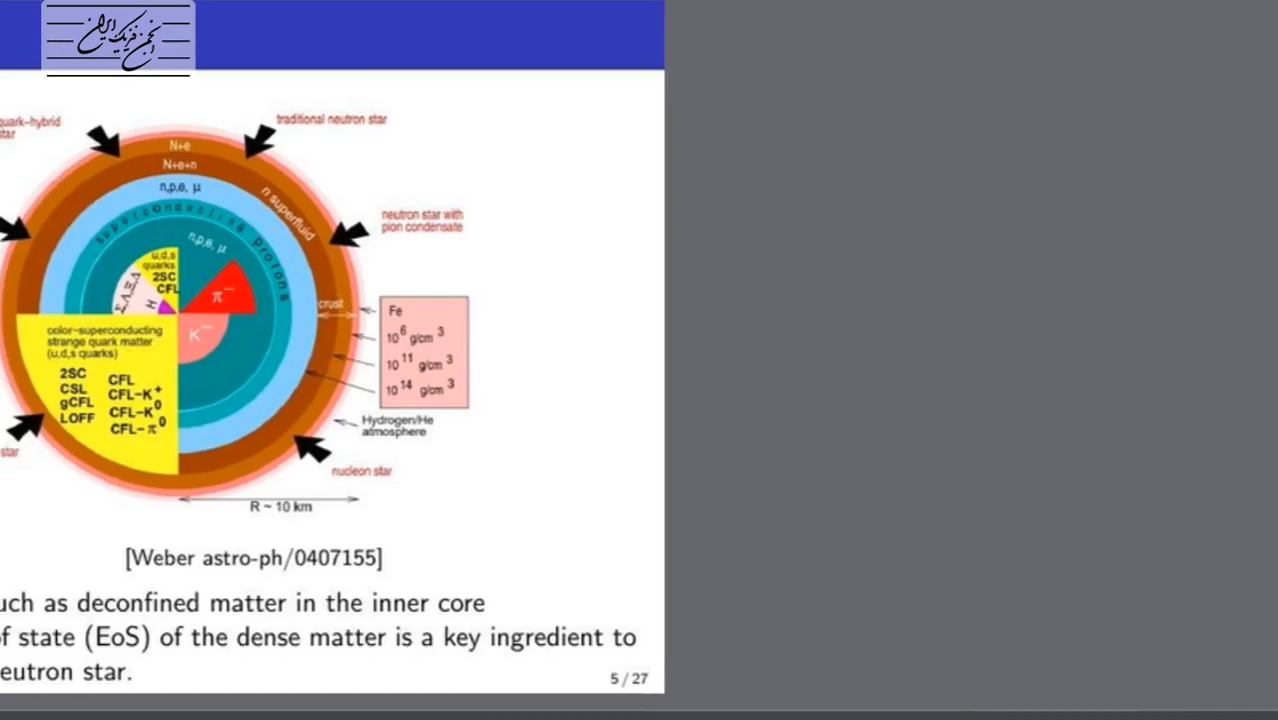 انجمن فیزیک ایران
quark-hybrid
star
traditional neutron star
N+e
N+e+n
n,p,e, μ
n superfluid
superconducting protons
n,p,e, μ
neutron star with
pion condensate
u,d,s
quarks
2SC
CFL
Σ,Λ,Ξ,Δ
H
π⁻
K⁻
crust
Fe
10⁶ g/cm³
10¹¹ g/cm³
10¹⁴ g/cm³
color-superconducting
strange quark matter
(u,d,s quarks)
2SC
CSL
gCFL
LOFF
CFL
CFL-K⁺
CFL-K⁰
CFL-π⁰
Hydrogen/He
atmosphere
star
nucleon star
R ~ 10 km
[Weber astro-ph/0407155]
uch as deconfined matter in the inner core
of state (EoS) of the dense matter is a key ingredient to
eutron star.
5 / 27